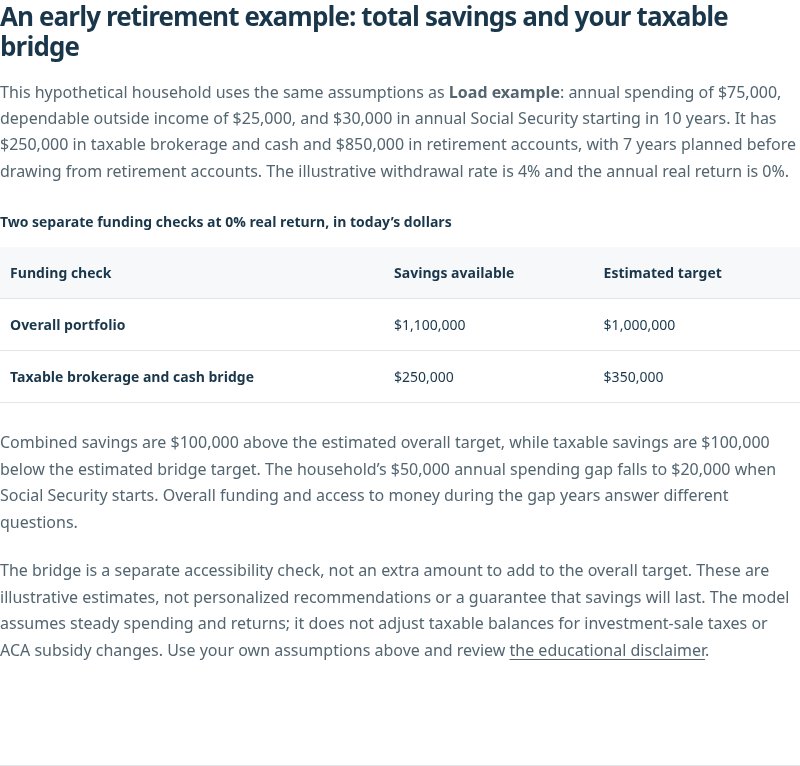 An early retirement example: total savings and your taxable
bridge
This hypothetical household uses the same assumptions as Load example: annual spending of $75,000,
dependable outside income of $25,000, and $30,000 in annual Social Security starting in 10 years. It has
$250,000 in taxable brokerage and cash and $850,000 in retirement accounts, with 7 years planned before
drawing from retirement accounts. The illustrative withdrawal rate is 4% and the annual real return is 0%.
Two separate funding checks at 0% real return, in today’s dollars
Funding check Savings available Estimated target
Overall portfolio $1,100,000 $1,000,000
Taxable brokerage and cash bridge $250,000 $350,000
Combined savings are $100,000 above the estimated overall target, while taxable savings are $100,000
below the estimated bridge target. The household’s $50,000 annual spending gap falls to $20,000 when
Social Security starts. Overall funding and access to money during the gap years answer different
questions.
The bridge is a separate accessibility check, not an extra amount to add to the overall target. These are
illustrative estimates, not personalized recommendations or a guarantee that savings will last. The model
assumes steady spending and returns; it does not adjust taxable balances for investment-sale taxes or
ACA subsidy changes. Use your own assumptions above and review the educational disclaimer.